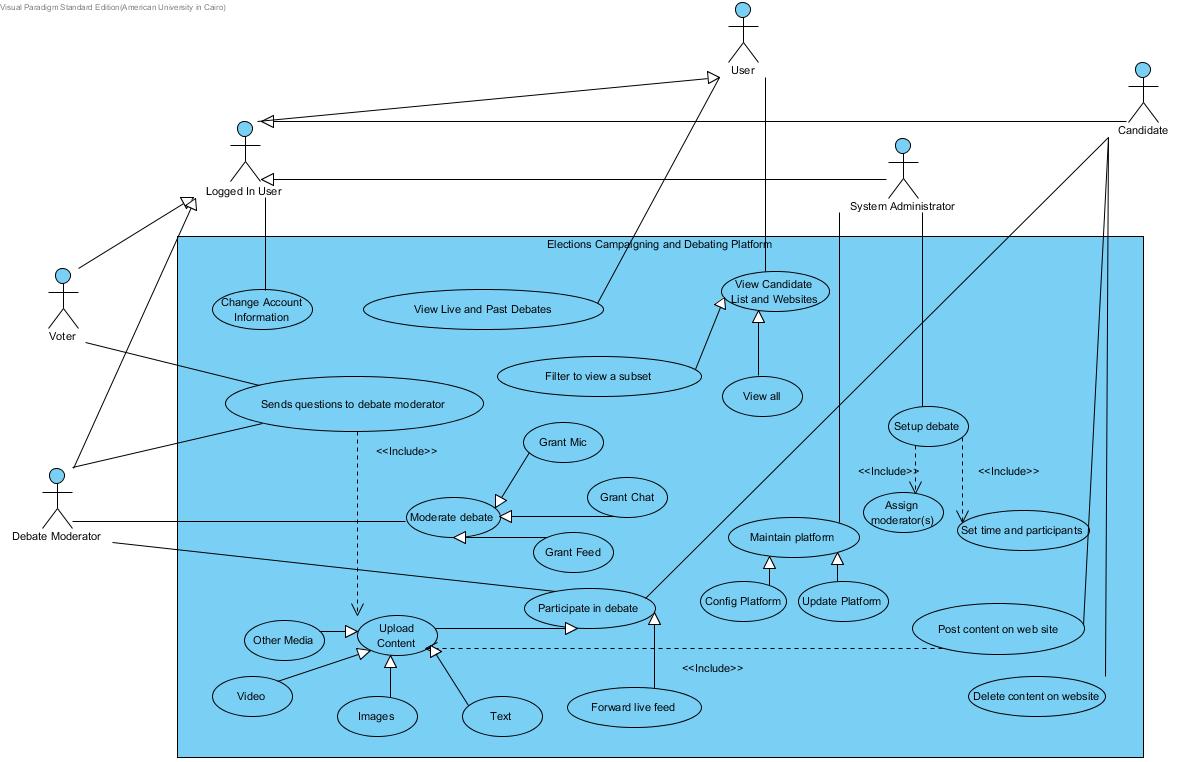 Visual Paradigm Standard Edition(American University in Cairo)
User
Candidate
Logged In User
System Administrator
Elections Campaigning and Debating Platform
Voter
Change Account
Information
View Live and Past Debates
View Candidate
List and Websites
Filter to view a subset
View all
Sends questions to debate moderator
Setup debate
<<Include>>
Grant Mic
<<Include>>
<<Include>>
Grant Chat
Assign
moderator(s)
Moderate debate
Set time and participants
Debate Moderator
Maintain platform
Grant Feed
Config Platform
Update Platform
Participate in debate
Upload
Content
Other Media
Post content on web site
<<Include>>
Video
Images
Text
Forward live feed
Delete content on website